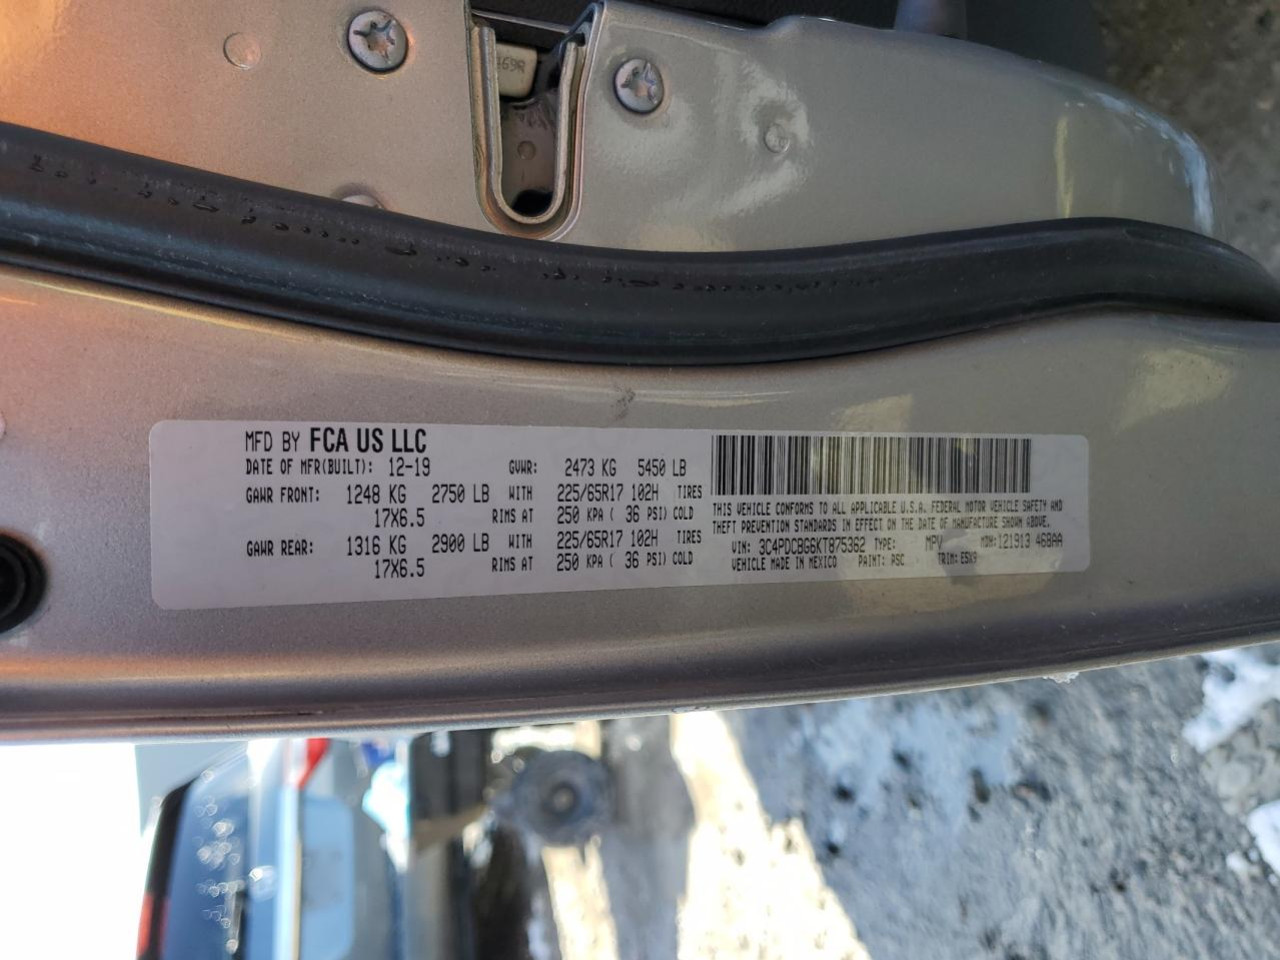 69R
MFD BY FCA US LLC
DATE OF MFR(BUILT): 12-19 GVWR: 2473 KG 5450 LB
GAWR FRONT: 1248 KG 2750 LB WITH 225/65R17 102H TIRES
17X6.5 RIMS AT 250 KPA ( 36 PSI) COLD
GAWR REAR: 1316 KG 2900 LB WITH 225/65R17 102H TIRES
17X6.5 RIMS AT 250 KPA ( 36 PSI) COLD
THIS VEHICLE CONFORMS TO ALL APPLICABLE U.S.A. FEDERAL MOTOR VEHICLE SAFETY AND
THEFT PREVENTION STANDARDS IN EFFECT ON THE DATE OF MANUFACTURE SHOWN ABOVE.
VIN: 3C4PDCBG6KT875362 TYPE: MPV MDH: 121913 468AA
VEHICLE MADE IN MEXICO PAINT: PSC TRIM: E5X9